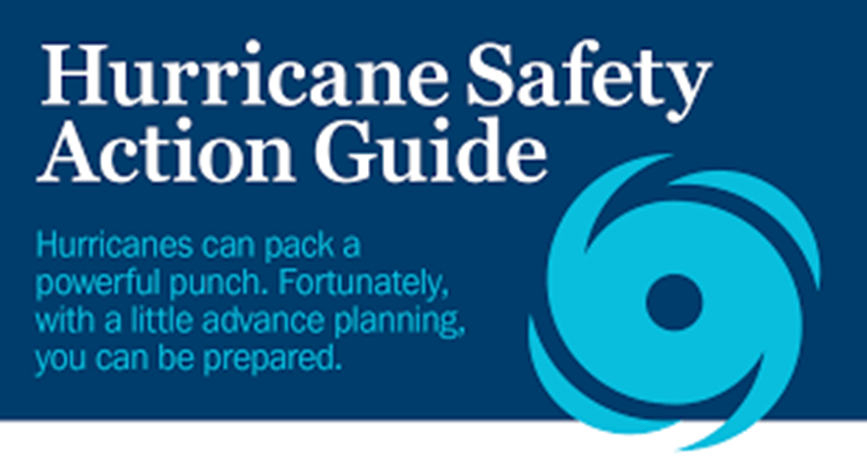 Hurricane Safety
Action Guide
Hurricanes can pack a
powerful punch. Fortunately,
with a little advance planning,
you can be prepared.